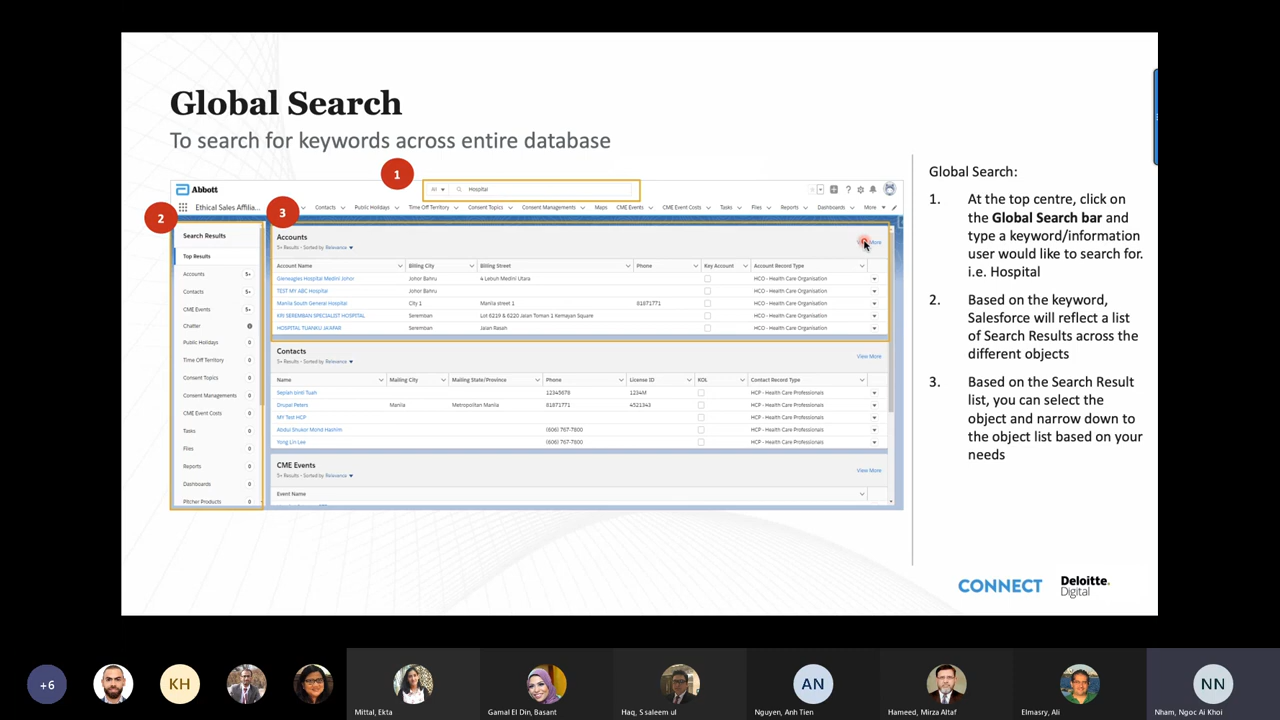 Global Search
To search for keywords across entire database
1
2
3
Abbott
All
Hospital
Ethical Sales Affilia...
Contacts
Public Holidays
Time Off Territory
Consent Topics
Consent Managements
Maps
CME Events
CME Event Costs
Tasks
Files
Reports
Dashboards
More
Search Results
Top Results
Accounts 5+
Contacts 5+
CME Events 5+
Chatter
Public Holidays 0
Time Off Territory 0
Consent Topics 0
Consent Managements 0
CME Event Costs 0
Tasks 0
Files 0
Reports 0
Dashboards 0
Pitcher Products 0
Accounts
5+ Results • Sorted by Relevance
View More
Account Name Billing City Billing Street Phone Key Account Account Record Type
Gleneagles Hospital Medini Johor Johor Bahru 4 Lebuh Medini Utara HCO - Health Care Organisation
TEST MY ABC Hospital Johor Bahru HCO - Health Care Organisation
Manila South General Hospital City 1 Manila street 1 81871771 HCO - Health Care Organisation
KPJ SEREMBAN SPECIALIST HOSPITAL Seremban Lot 6219 & 6220 Jalan Toman 1 Kemayan Square HCO - Health Care Organisation
HOSPITAL TUANKU JA'AFAR Seremban Jalan Rasah HCO - Health Care Organisation
Contacts
5+ Results • Sorted by Relevance
View More
Name Mailing City Mailing State/Province Phone License ID KOL Contact Record Type
Sepiah binti Tuah 12345678 1234M HCP - Health Care Professionals
Drupal Peters Manila Metropolitan Manila 81871771 4521343 HCP - Health Care Professionals
MY Test HCP HCP - Health Care Professionals
Abdul Shukor Mohd Hashim (606) 767-7800 HCP - Health Care Professionals
Yong Lin Lee (606) 767-7800 HCP - Health Care Professionals
CME Events
5+ Results • Sorted by Relevance
View More
Event Name
Global Search:
1. At the top centre, click on
the Global Search bar and
type a keyword/information
user would like to search for.
i.e. Hospital
2. Based on the keyword,
Salesforce will reflect a list
of Search Results across the
different objects
3. Based on the Search Result
list, you can select the
object and narrow down to
the object list based on your
needs
CONNECT
Deloitte.
Digital
+6
KH
AN
NN
Mittal, Ekta
Gamal El Din, Basant
Haq, S saleem ul
Nguyen, Anh Tien
Hameed, Mirza Altaf
Elmasry, Ali
Nham, Ngoc Ai Khoi